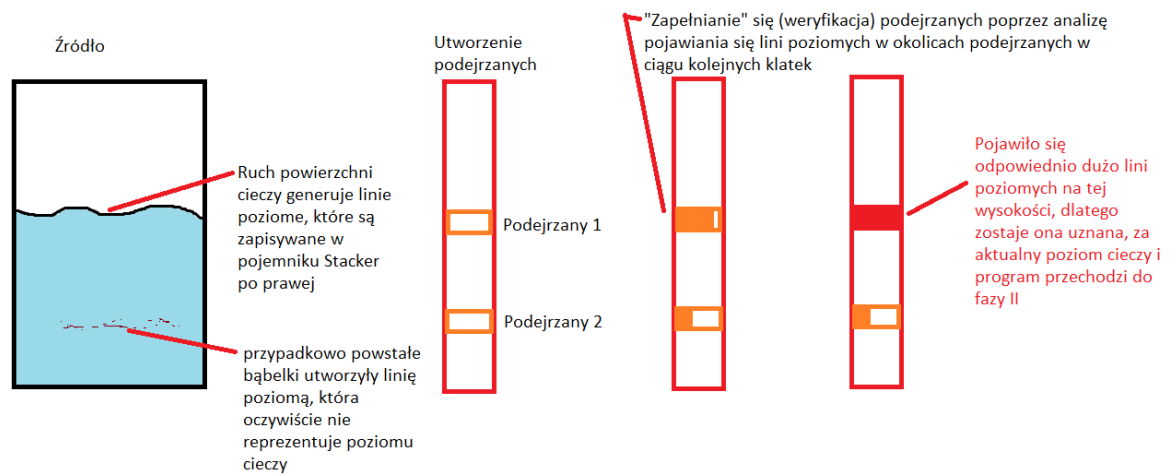 Źródło
Ruch powierzchni
cieczy generuje linie
poziome, które są
zapisywane w
pojemniku Stacker
po prawej
przypadkowo powstałe
bąbelki utworzyły linię
poziomą, która
oczywiście nie
reprezentuje poziomu
cieczy
Utworzenie
podejrzanych
Podejrzany 1
Podejrzany 2
"Zapełnianie" się (weryfikacja) podejrzanych poprzez analizę
pojawiania się lini poziomych w okolicach podejrzanych w
ciągu kolejnych klatek
Pojawiło się
odpowiednio dużo lini
poziomych na tej
wysokości, dlatego
zostaje ona uznana, za
aktualny poziom cieczy i
program przechodzi do
fazy II